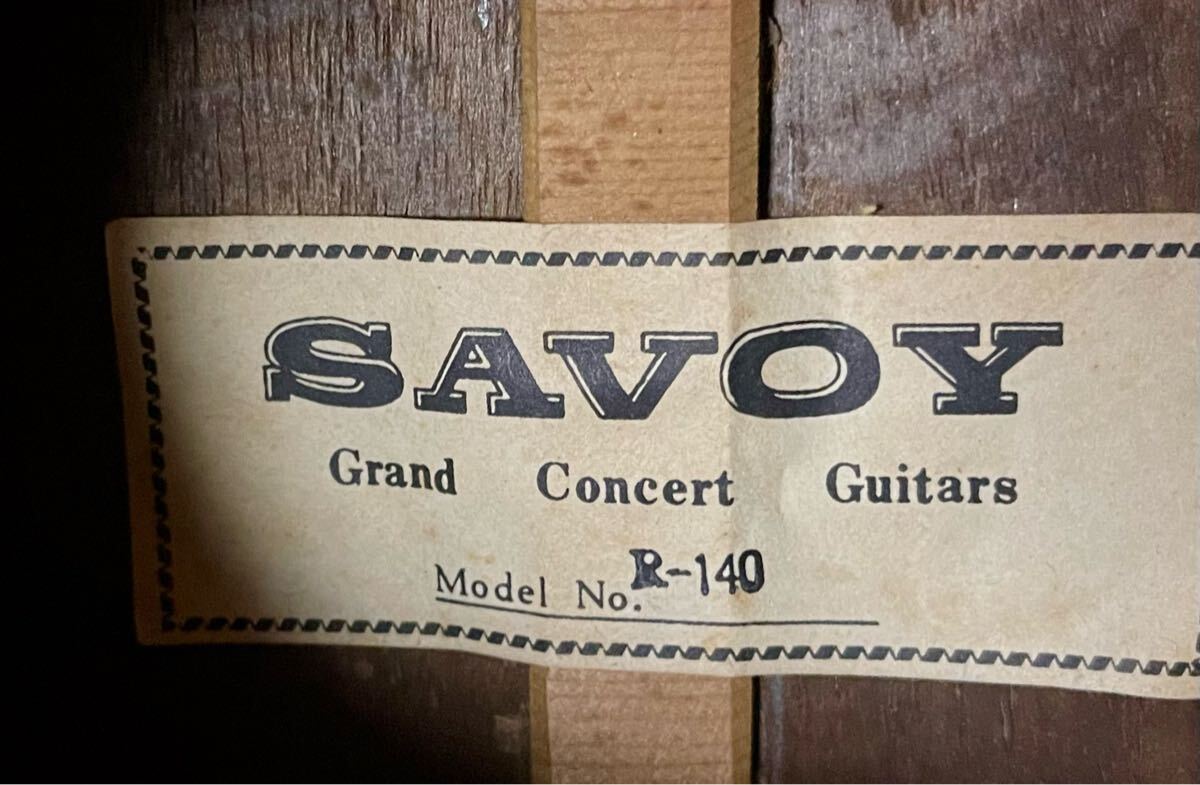 SAVOY
Grand Concert Guitars
Model No. R-140